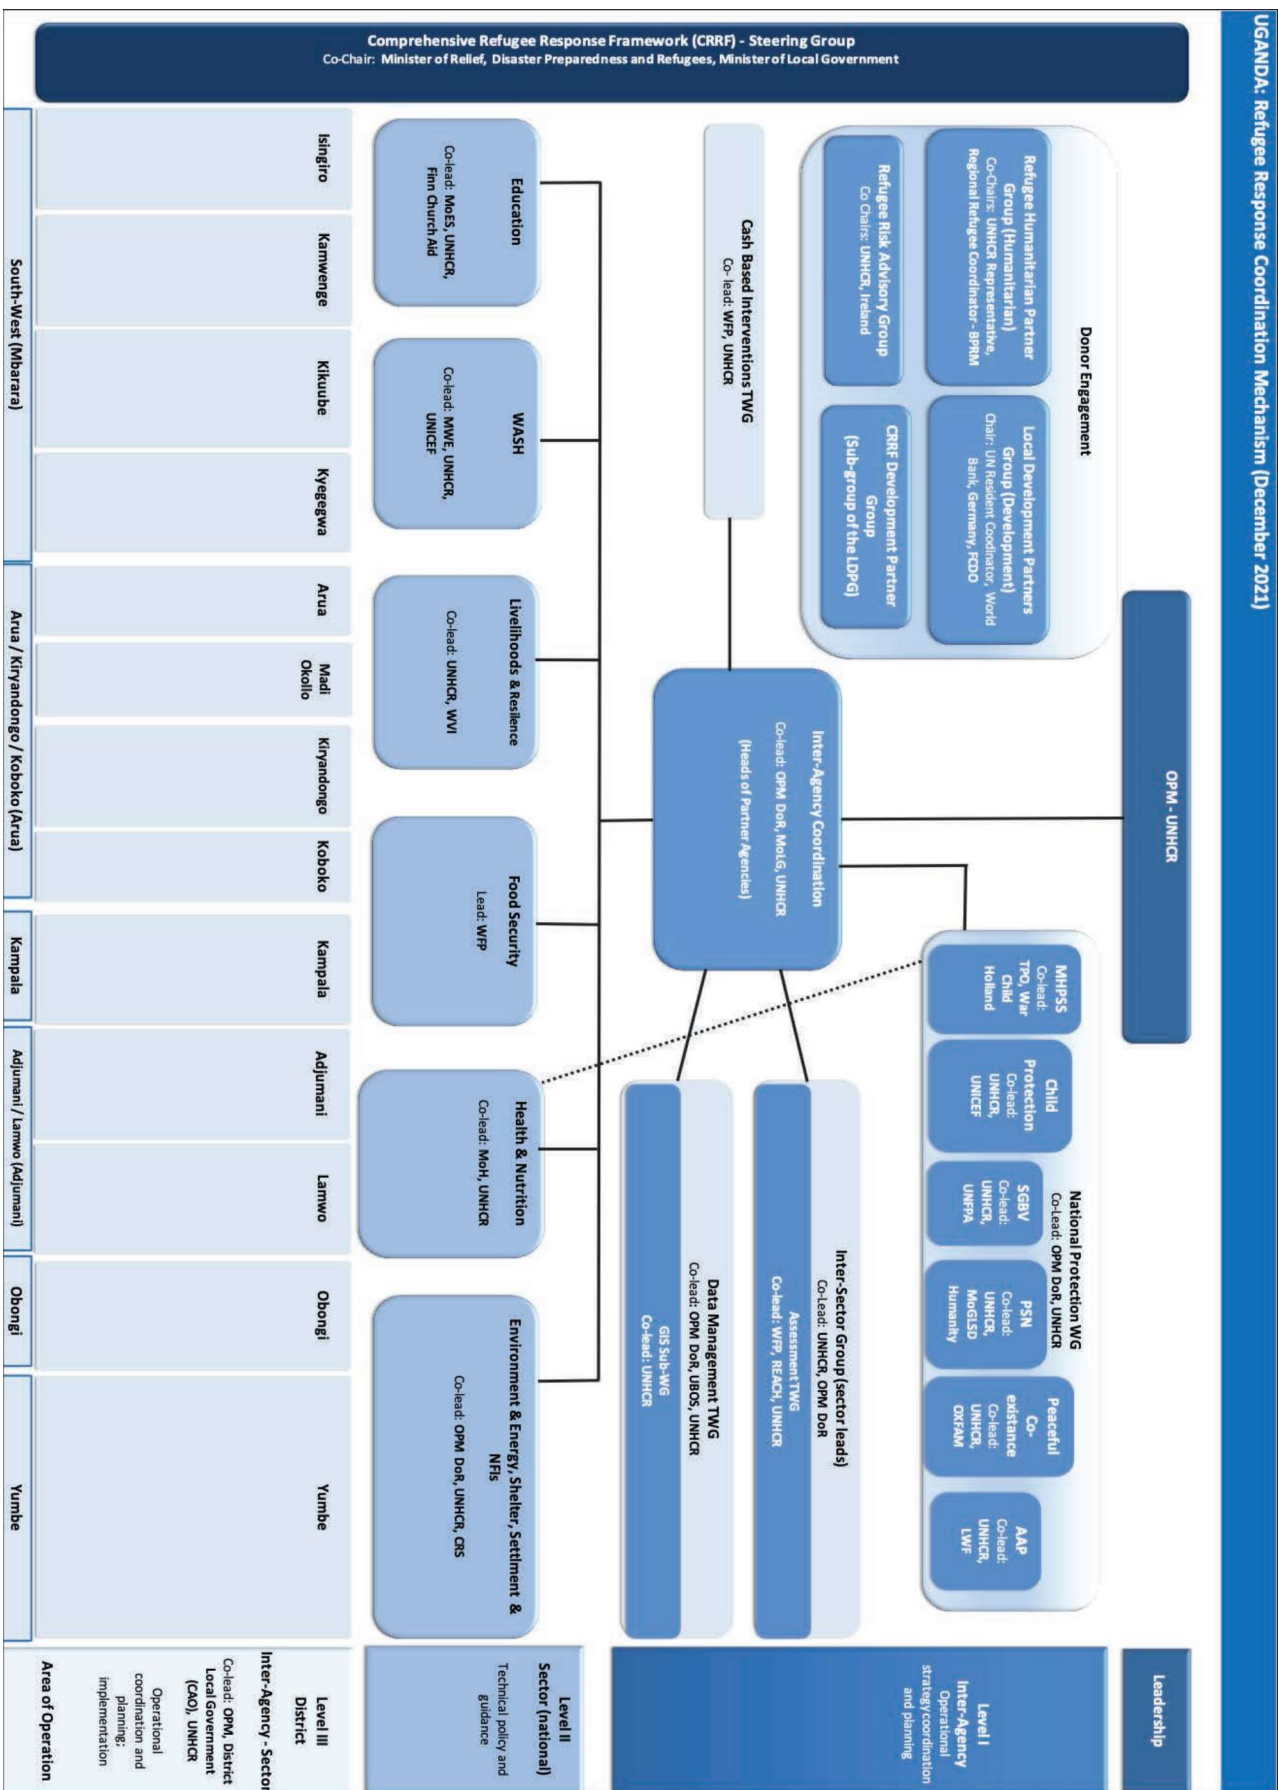 UGANDA: Refugee Response Coordination Mechanism (December 2021)
Comprehensive Refugee Response Framework (CRRF) - Steering Group
Co-Chair: Minister of Relief, Disaster Preparedness and Refugees, Minister of Local Government
OPM - UNHCR
Leadership
Donor Engagement
Refugee Humanitarian Partner
Group (Humanitarian)
Co-Chairs: UNHCR Representative,
Regional Refugee Coordinator - BPRM
Local Development Partners
Group (Development)
Chair: UN Resident Coodinator, World
Bank, Germany, FCDO
Refugee Risk Advisory Group
Co Chairs: UNHCR, Ireland
CRRF Development Partner
Group
(Sub-group of the LDPG)
National Protection WG
Co-Lead: OPM DoR, UNHCR
MHPSS
Co-lead:
TPO, War
Child
Holland
Child
Protection
Co-lead:
UNHCR,
UNICEF
SGBV
Co-lead:
UNHCR,
UNFPA
PSN
Co-lead:
UNHCR,
MoGLSD
Humanity
Peaceful
Co-
existance
Co-lead:
UNHCR,
OXFAM
AAP
Co-lead:
UNHCR,
LWF
Level I
Inter-Agency
Operational
strategy coordination
and planning
Inter-Agency Coordination
Co-lead: OPM DoR, MoLG, UNHCR
(Heads of Partner Agencies)
Cash Based Interventions TWG
Co- lead: WFP, UNHCR
Inter-Sector Group (sector leads)
Co-Lead: UNHCR, OPM DoR
Assessment TWG
Co-lead: WFP, REACH, UNHCR
Data Management TWG
Co-lead: OPM DoR, UBOS, UNHCR
GIS Sub-WG
Co-lead: UNHCR
Education
Co-lead: MoES, UNHCR,
Finn Church Aid
WASH
Co-lead: MWE, UNHCR,
UNICEF
Livelihoods & Resilence
Co-lead: UNHCR, WVI
Food Security
Lead: WFP
Health & Nutrition
Co-lead: MoH, UNHCR
Environment & Energy, Shelter, Settlment &
NFIs
Co-lead: OPM DoR, UNHCR, CRS
Level II
Sector (national)
Technical policy and
guidance
Isingiro
Kamwenge
Kikuube
Kyegegwa
Arua
Madi
Okollo
Kiryandongo
Koboko
Kampala
Adjumani
Lamwo
Obongi
Yumbe
Level III
District
Inter-Agency - Sector
Co-lead: OPM, District
Local Government
(CAO), UNHCR
Operational
coordination and
planning;
implementation
South-West (Mbarara)
Arua / Kiryandongo / Koboko (Arua)
Kampala
Adjumani / Lamwo (Adjumani)
Obongi
Yumbe
Area of Operation